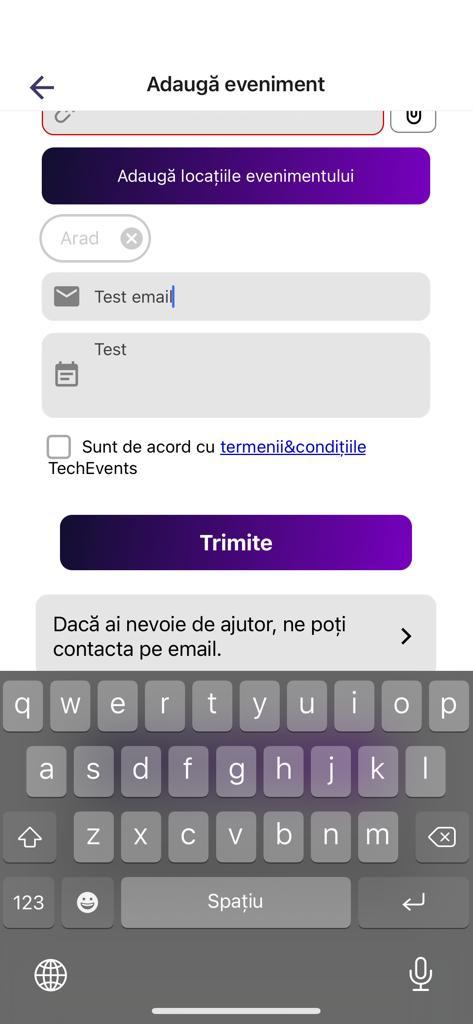 Adaugă eveniment
Adaugă locațiile evenimentului
Arad
Test email
Test
Sunt de acord cu termenii&condițiile
TechEvents
Trimite
Dacă ai nevoie de ajutor, ne poți
contacta pe email.
q w e r t y u i o p
a s d f g h j k l
z x c v b n m
123 Spațiu